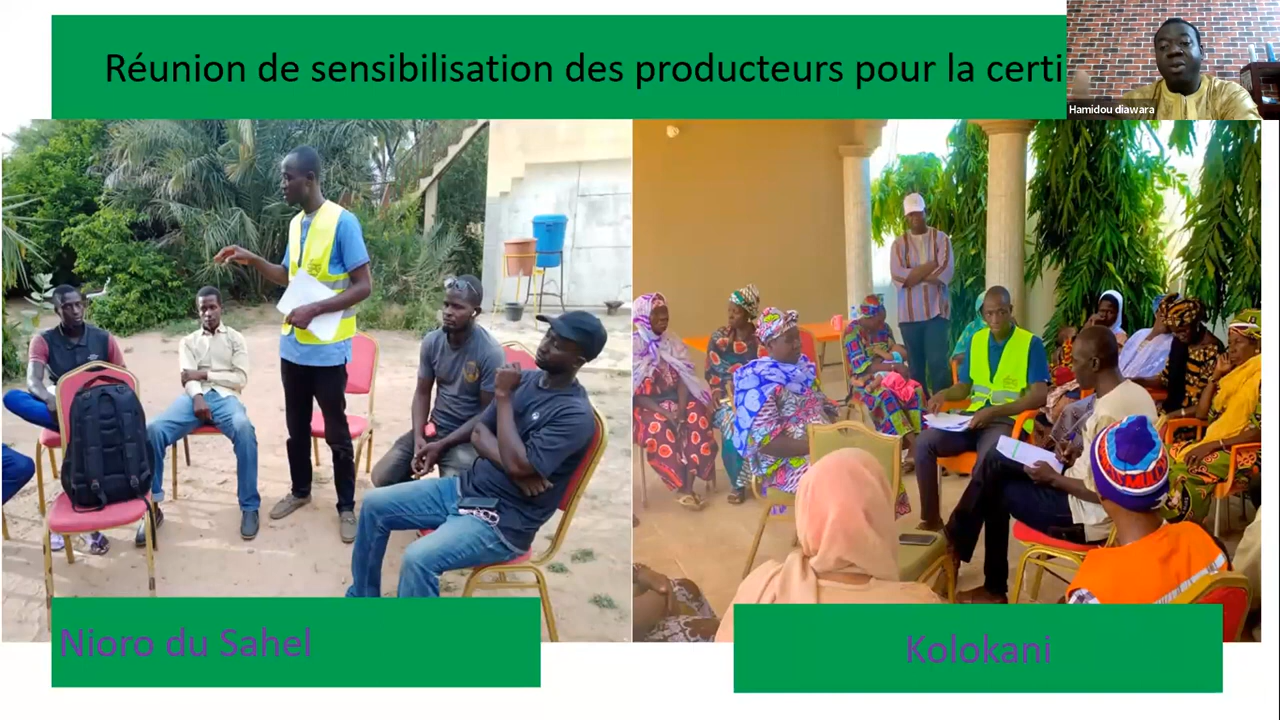 Réunion de sensibilisation des producteurs pour la certi
Hamidou diawara
Nioro du Sahel
Kolokani